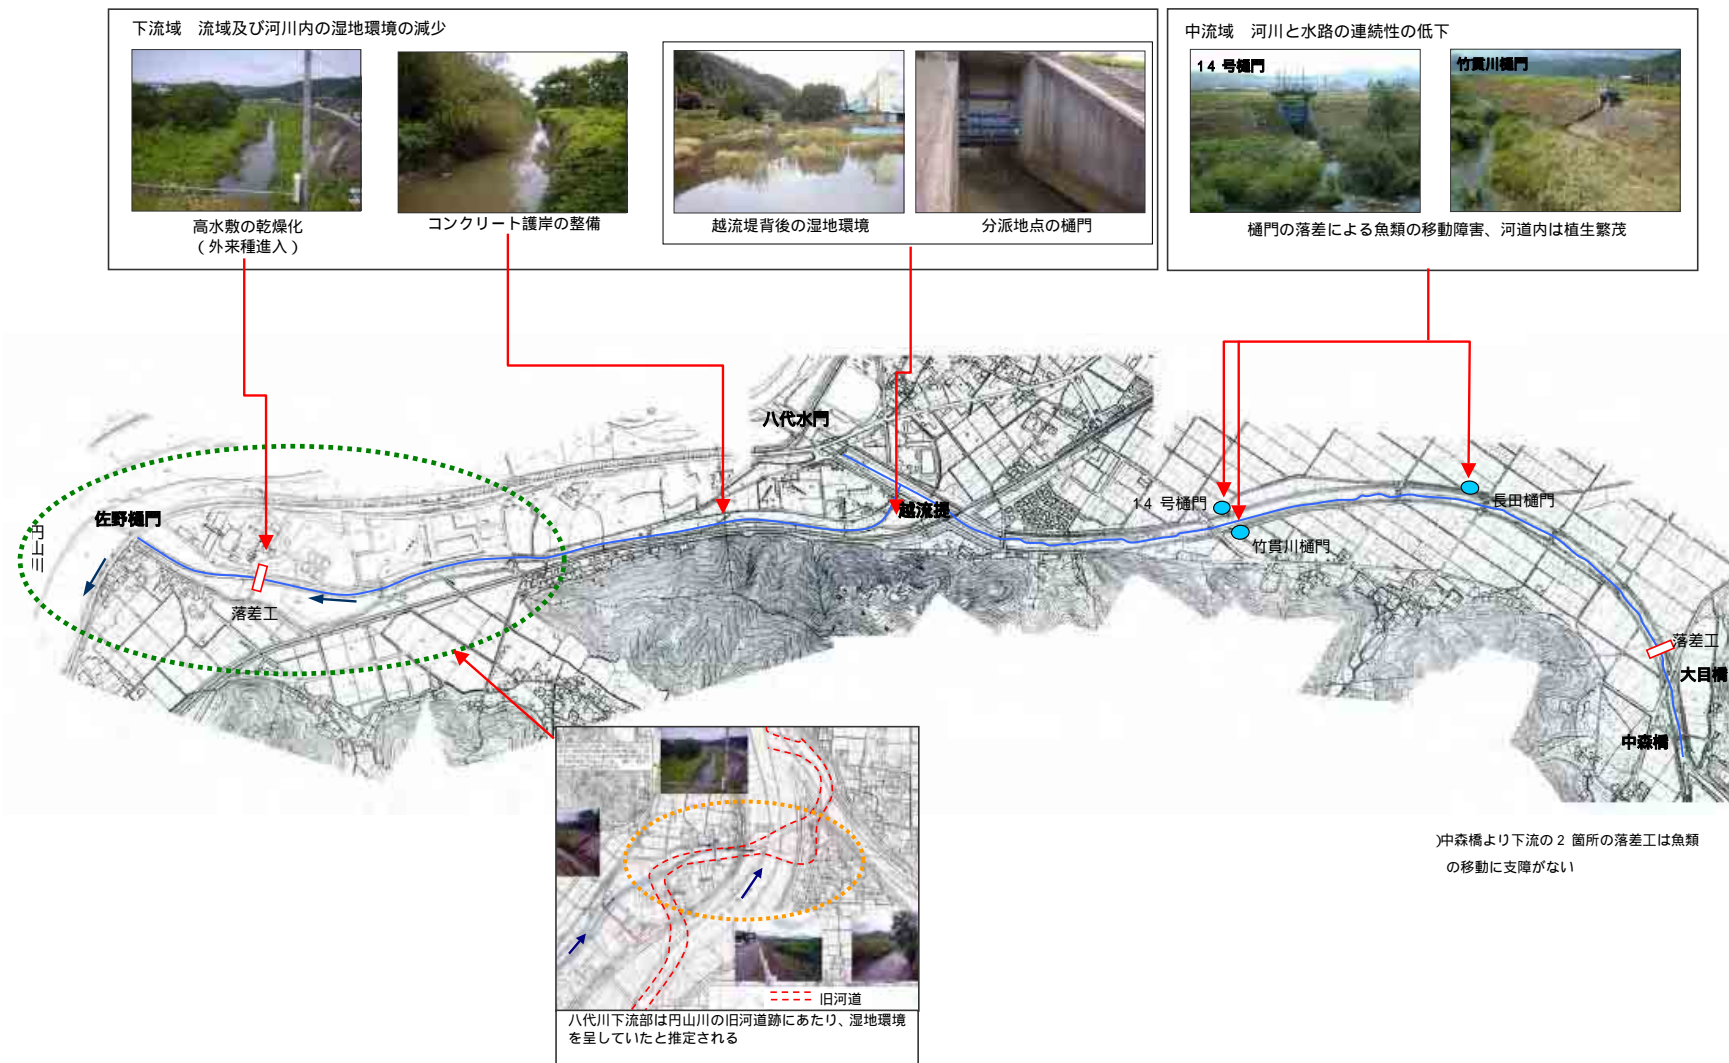 下流域　流域及び河川内の湿地環境の減少
高水敷の乾燥化
(外来種進入)
コンクリート護岸の整備
越流堤背後の湿地環境
分派地点の樋門
中流域　河川と水路の連続性の低下
14 号樋門
竹貫川樋門
樋門の落差による魚類の移動障害、河道内は植生繁茂
八代水門
佐野樋門
越流提
14 号樋門
竹貫川樋門
長田樋門
落差工
落差工
大目橋
中森橋
)中森橋より下流の2 箇所の落差工は魚類
の移動に支障がない
旧河道
八代川下流部は円山川の旧河道跡にあたり、湿地環境
を呈していたと推定される